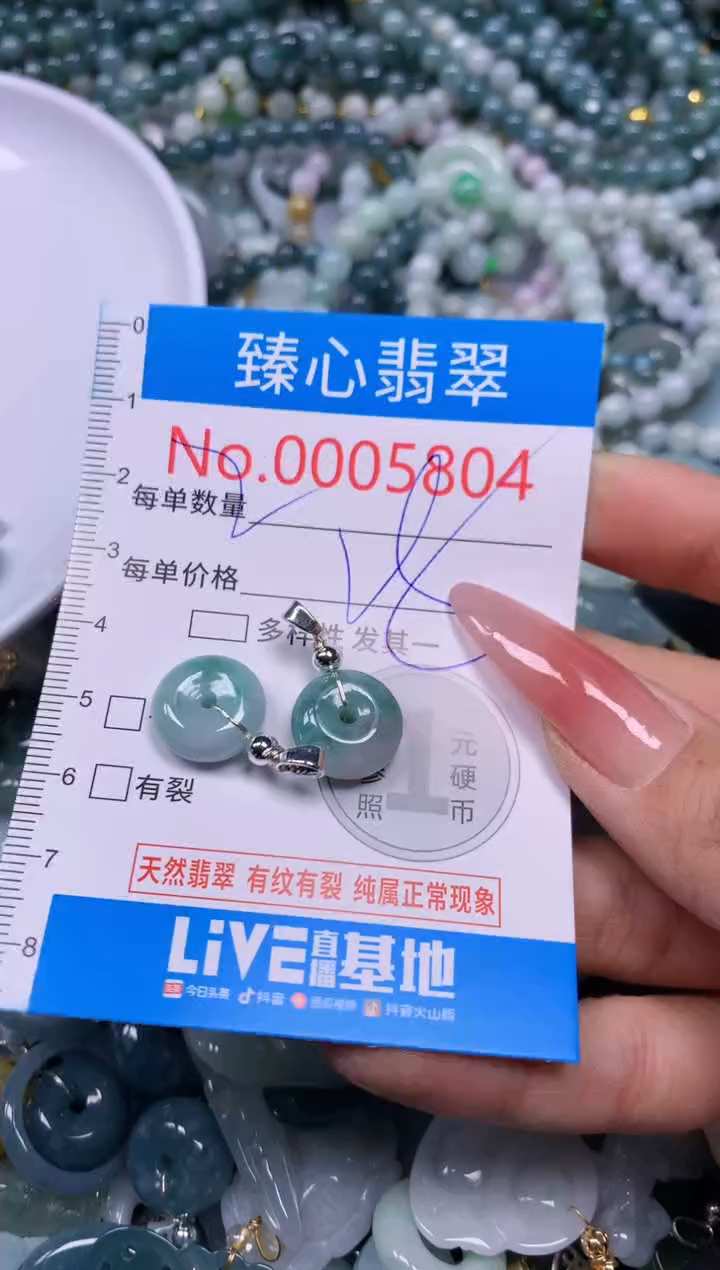 臻心翡翠
No.0005804
每单数量
每单价格
多样性 发其一
0
1
2
3
4
5
6
7
8
1
元
硬
币
照
有裂
天然翡翠 有纹有裂 纯属正常现象
LiVE直播基地
今日头条 抖音 西瓜视频 抖音火山版